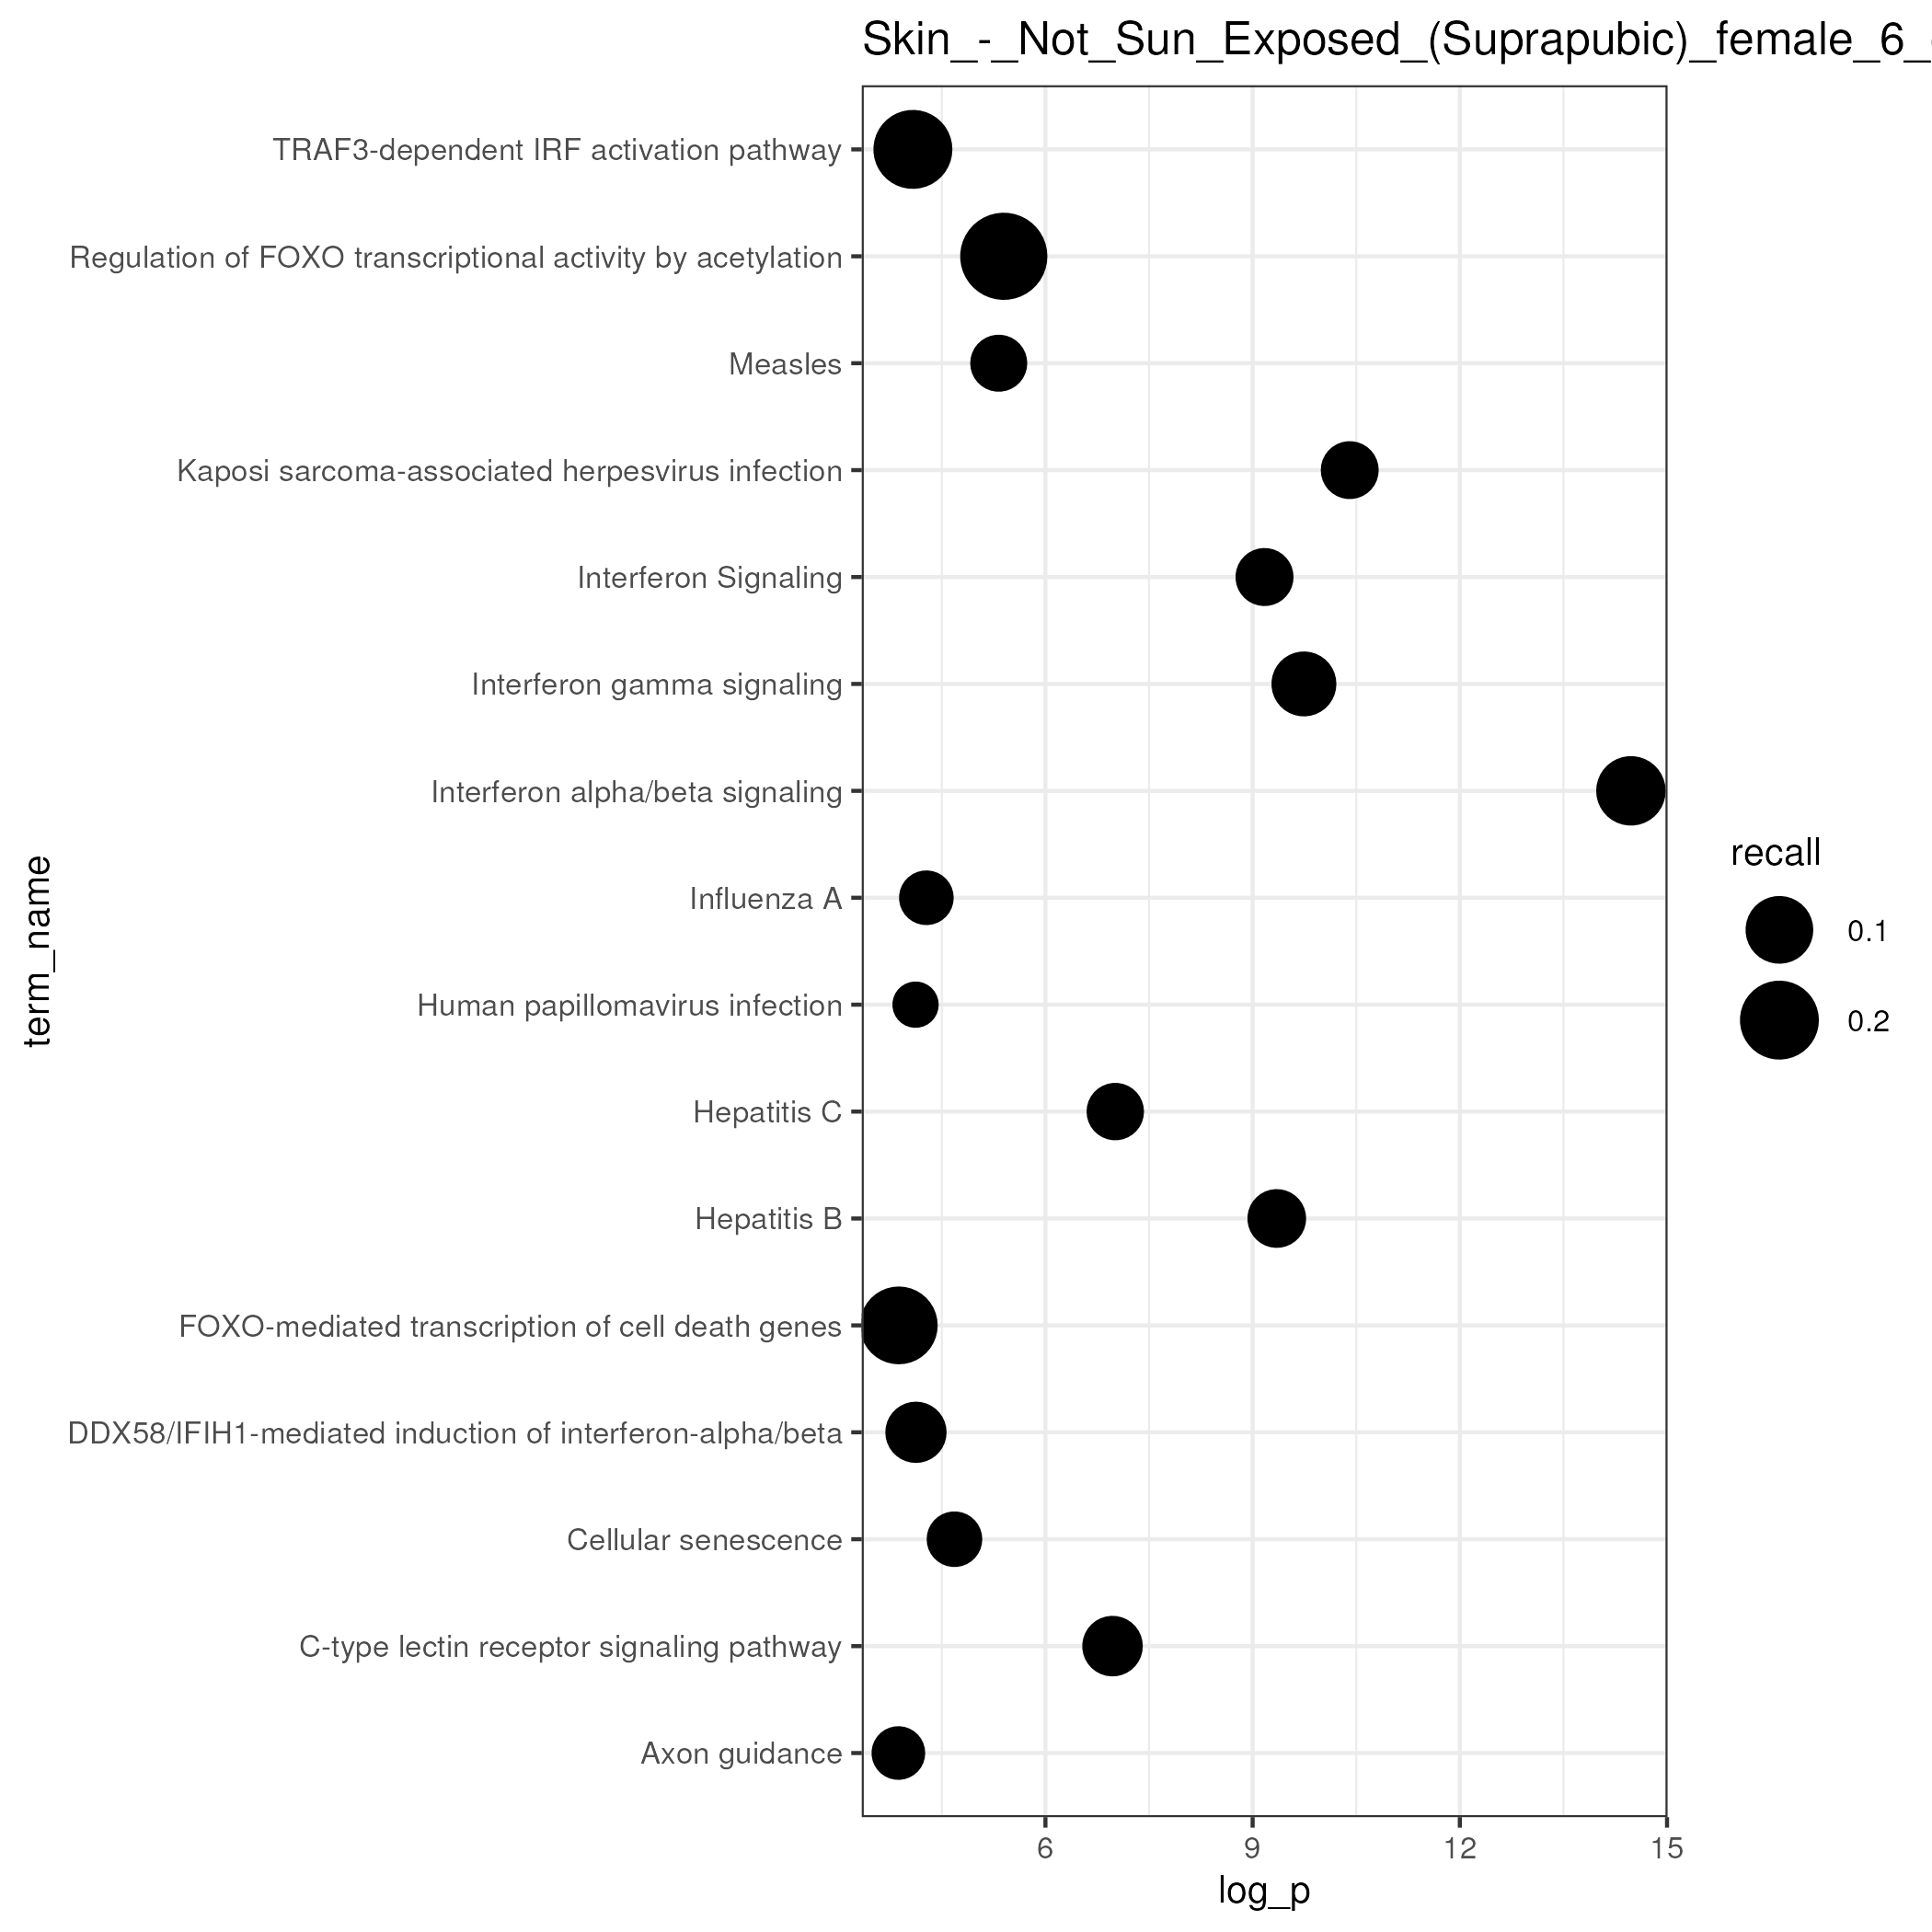 Skin_-_Not_Sun_Exposed_(Suprapubic)_female_6_
TRAF3-dependent IRF activation pathway
Regulation of FOXO transcriptional activity by acetylation
Measles
Kaposi sarcoma-associated herpesvirus infection
Interferon Signaling
Interferon gamma signaling
Interferon alpha/beta signaling
Influenza A
Human papillomavirus infection
Hepatitis C
Hepatitis B
FOXO-mediated transcription of cell death genes
DDX58/IFIH1-mediated induction of interferon-alpha/beta
Cellular senescence
C-type lectin receptor signaling pathway
Axon guidance
term_name
6 9 12 15
log_p
recall
0.1
0.2